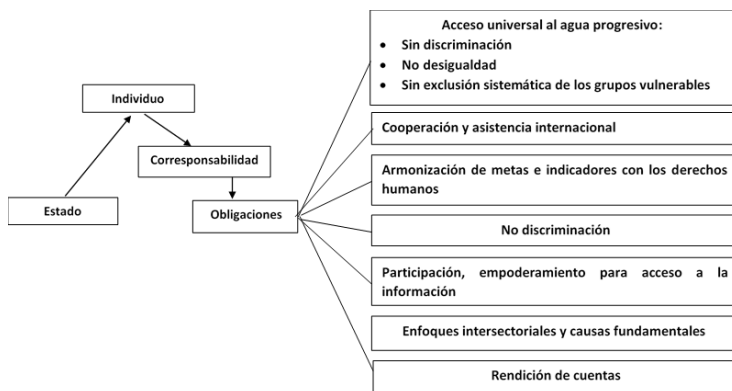 Acceso universal al agua progresivo:
• Sin discriminación
• No desigualdad
• Sin exclusión sistemática de los grupos vulnerables
Individuo
Cooperación y asistencia internacional
Corresponsabilidad
Armonización de metas e indicadores con los derechos
humanos
Estado
Obligaciones
No discriminación
Participación, empoderamiento para acceso a la
información
Enfoques intersectoriales y causas fundamentales
Rendición de cuentas